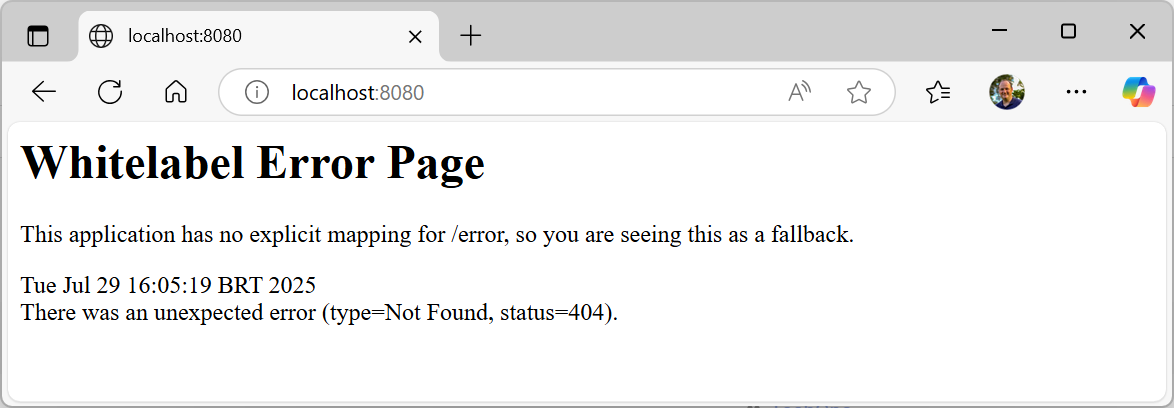 localhost:8080
localhost:8080
Whitelabel Error Page
This application has no explicit mapping for /error, so you are seeing this as a fallback.
Tue Jul 29 16:05:19 BRT 2025
There was an unexpected error (type=Not Found, status=404).